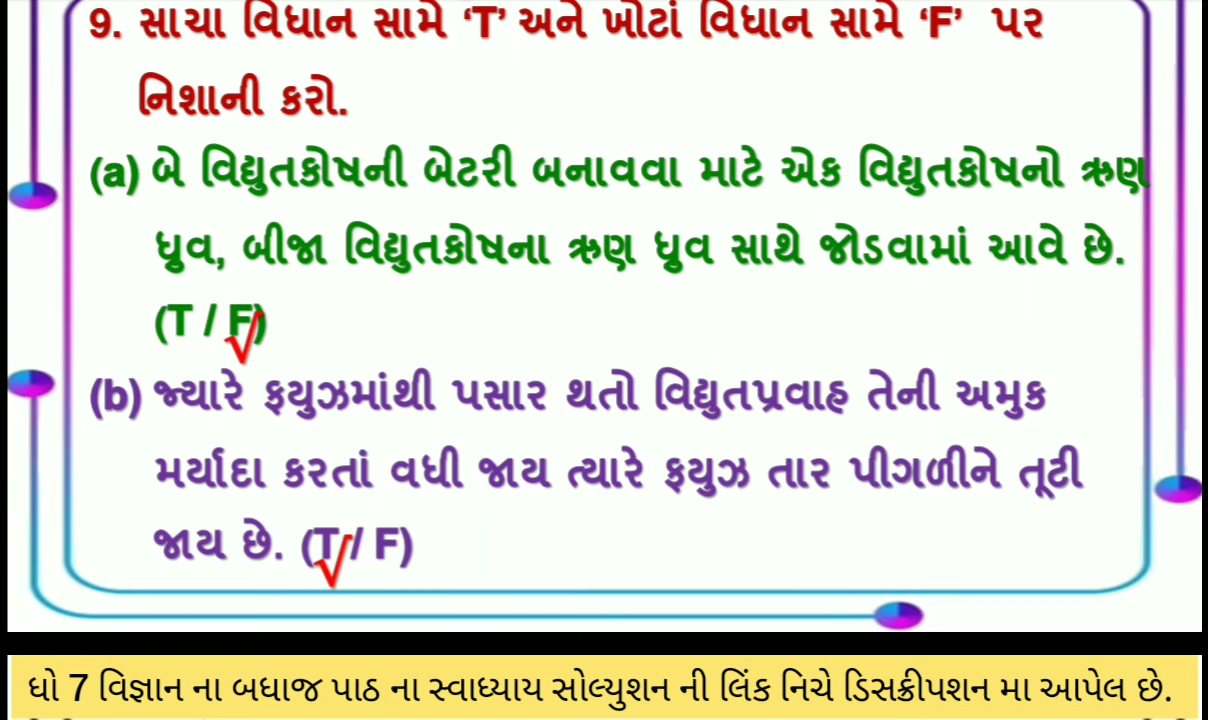 9. સાચા વિધાન સામે ‘T’ અને ખોટાં વિધાન સામે ‘F’ પર
નિશાની કરો.
(a) બે વિદ્યુતકોષની બેટરી બનાવવા માટે એક વિદ્યુતકોષનો ઋણ
ધ્રુવ, બીજા વિદ્યુતકોષના ઋણ ધ્રુવ સાથે જોડવામાં આવે છે.
(T / F)
(b) જ્યારે ફયુઝમાંથી પસાર થતો વિદ્યુતપ્રવાહ તેની અમુક
મર્યાદા કરતાં વધી જાય ત્યારે ફયુઝ તાર પીગળીને તૂટી
જાય છે. (T / F)
ધો 7 વિજ્ઞાન ના બધાજ પાઠ ના સ્વાધ્યાય સોલ્યુશન ની લિંક નિચે ડિસક્રીપશન મા આપેલ છે.